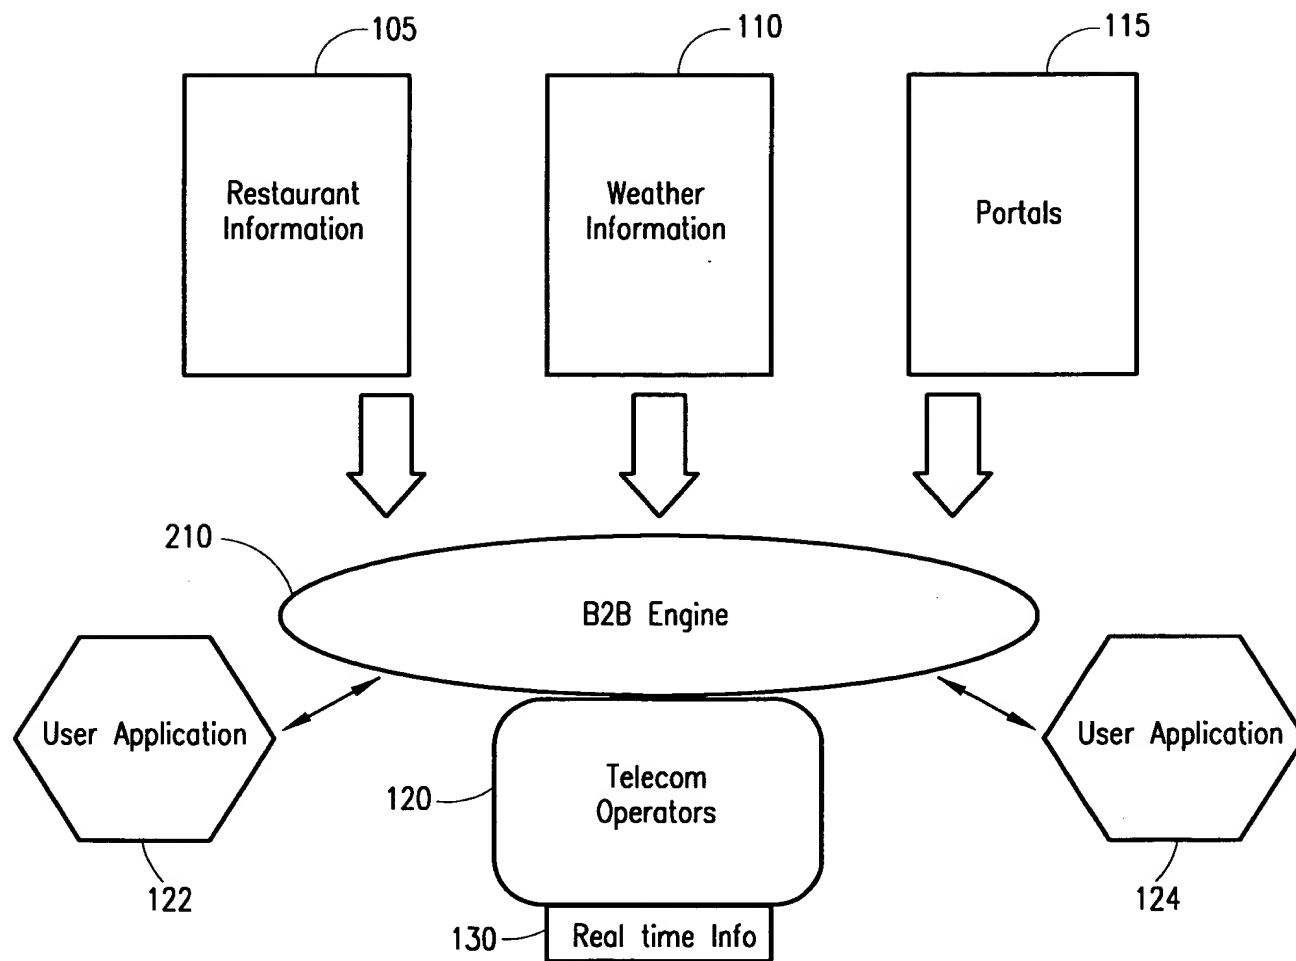 105
110
115
Restaurant
Information
Weather
Information
Portals
210
B2B Engine
User Application
User Application
120
Telecom
Operators
122
124
130
Real time Info